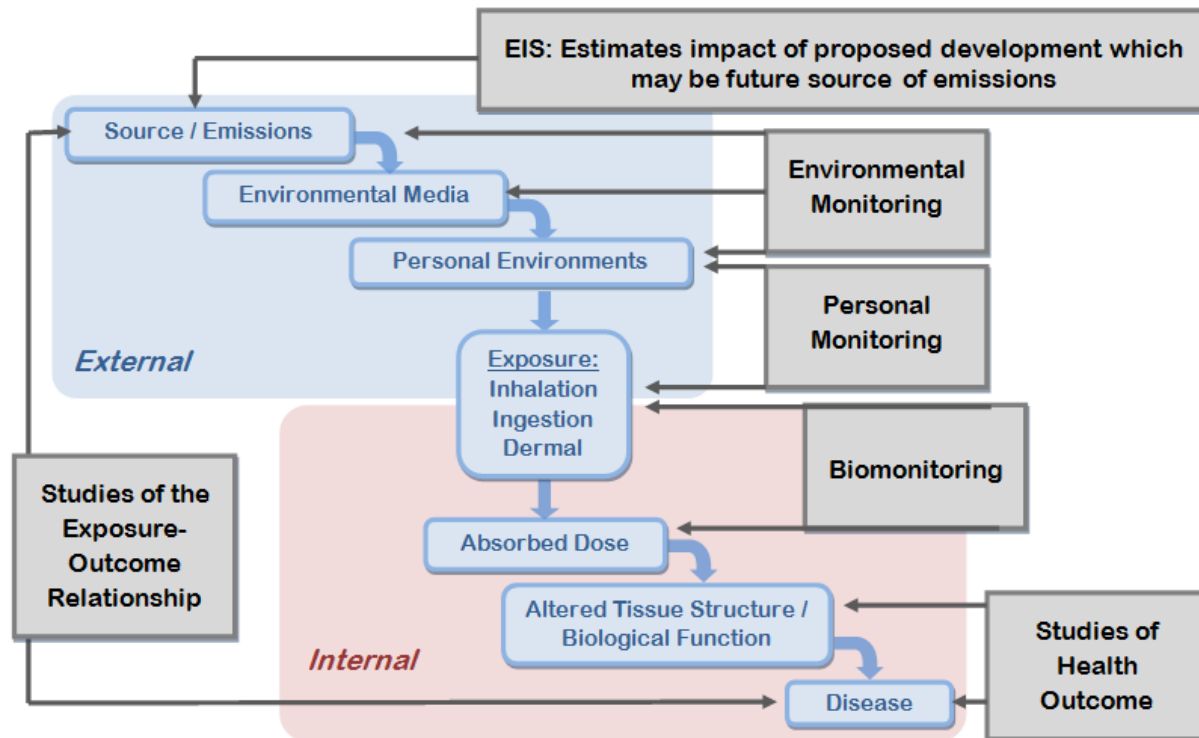 EIS: Estimates impact of proposed development which
may be future source of emissions
Source / Emissions
Environmental Media
Personal Environments
Environmental
Monitoring
Personal
Monitoring
External
Exposure:
Inhalation
Ingestion
Dermal
Biomonitoring
Studies of the
Exposure-
Outcome
Relationship
Absorbed Dose
Altered Tissue Structure /
Biological Function
Internal
Disease
Studies of
Health
Outcome